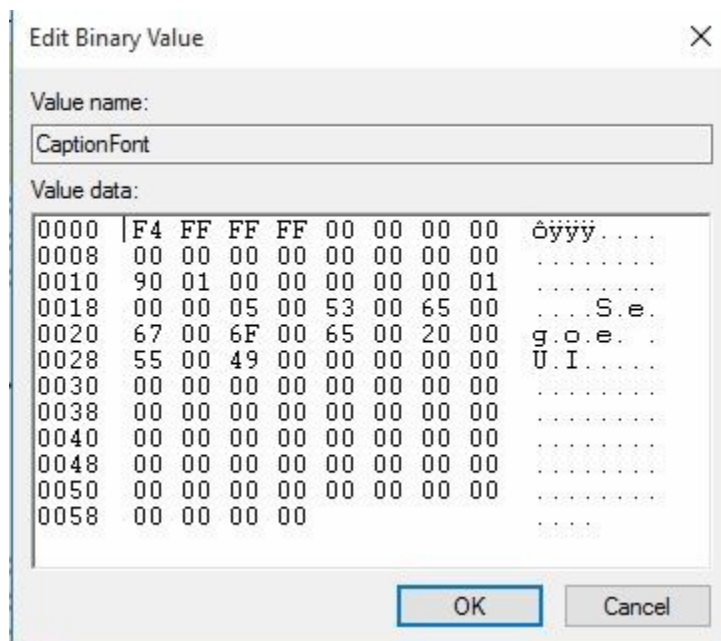 Edit Binary Value
Value name:
CaptionFont
Value data:
0000 F4 FF FF FF 00 00 00 00 ôÿÿÿ....
0008 00 00 00 00 00 00 00 00 ........
0010 90 01 00 00 00 00 00 01 ........
0018 00 00 05 00 53 00 65 00 ....S.e.
0020 67 00 6F 00 65 00 20 00 g.o.e. .
0028 55 00 49 00 00 00 00 00 U.I.....
0030 00 00 00 00 00 00 00 00 ........
0038 00 00 00 00 00 00 00 00 ........
0040 00 00 00 00 00 00 00 00 ........
0048 00 00 00 00 00 00 00 00 ........
0050 00 00 00 00 00 00 00 00 ........
0058 00 00 00 00 ....
OK Cancel